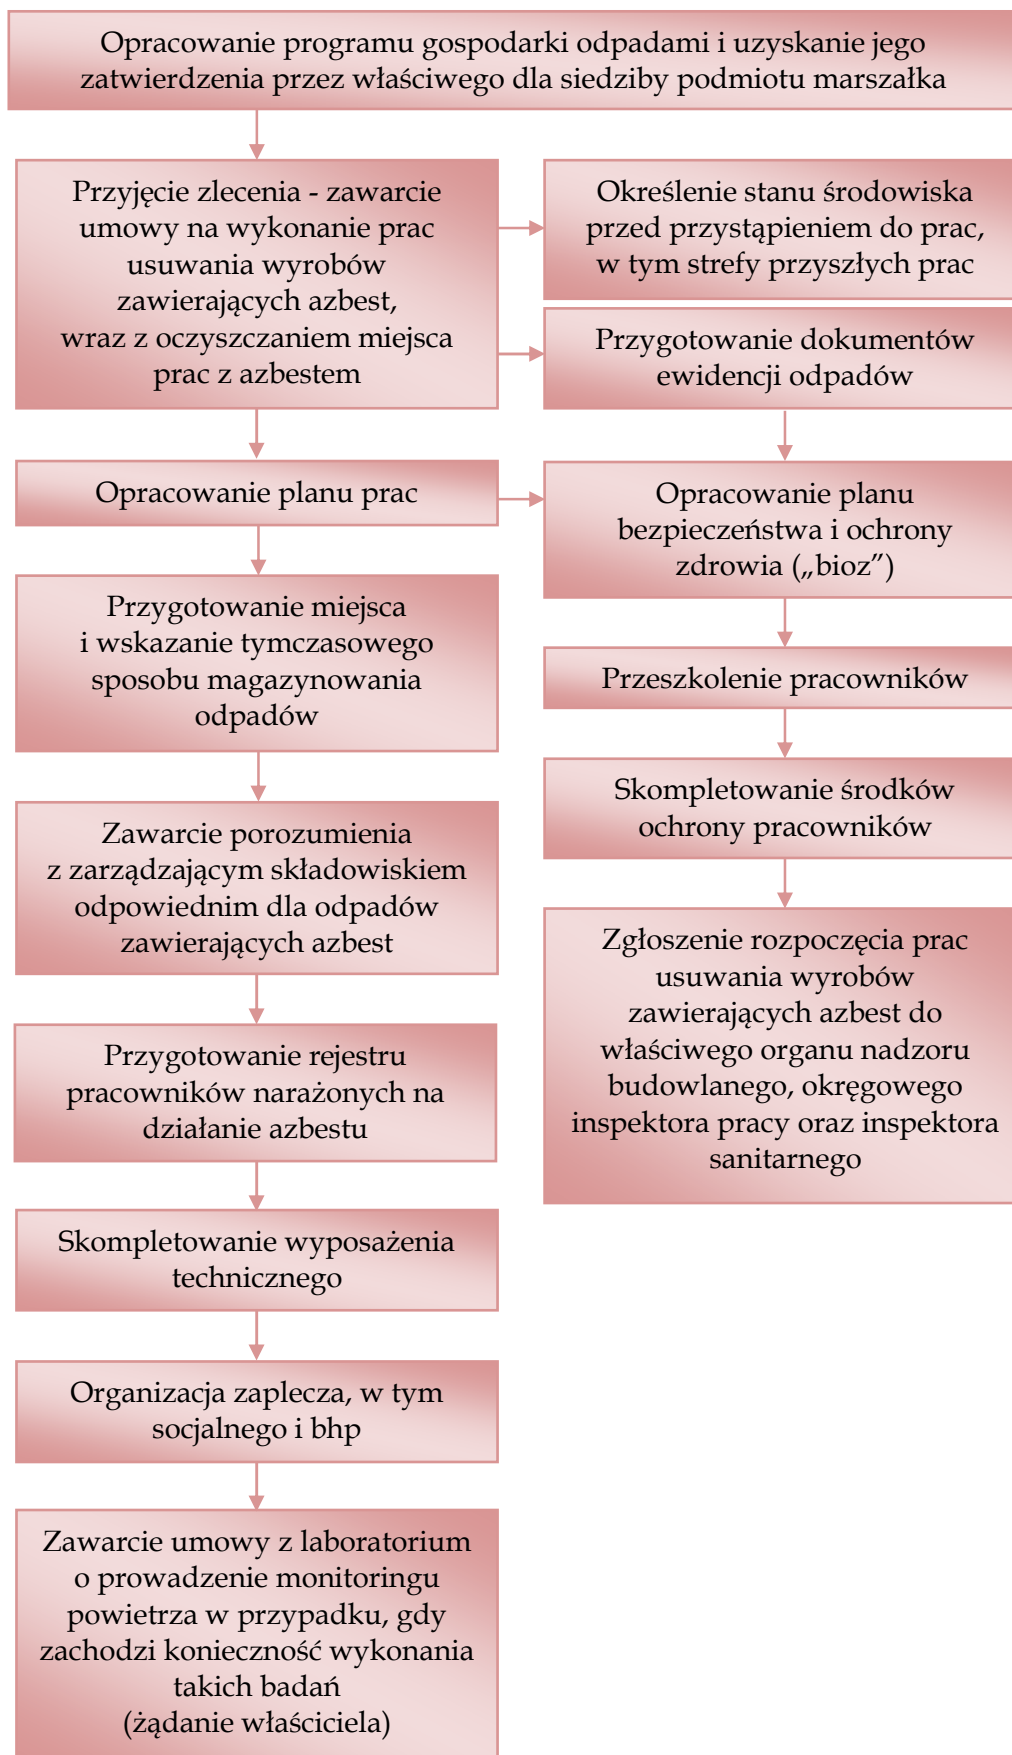 Opracowanie programu gospodarki odpadami i uzyskanie jego
zatwierdzenia przez właściwego dla siedziby podmiotu marszałka
Przyjęcie zlecenia - zawarcie
umowy na wykonanie prac
usuwania wyrobów
zawierających azbest,
wraz z oczyszczaniem miejsca
prac z azbestem
Określenie stanu środowiska
przed przystąpieniem do prac,
w tym strefy przyszłych prac
Przygotowanie dokumentów
ewidencji odpadów
Opracowanie planu prac
Opracowanie planu
bezpieczeństwa i ochrony
zdrowia („bioz”)
Przygotowanie miejsca
i wskazanie tymczasowego
sposobu magazynowania
odpadów
Przeszkolenie pracowników
Skompletowanie środków
ochrony pracowników
Zawarcie porozumienia
z zarządzającym składowiskiem
odpowiednim dla odpadów
zawierających azbest
Zgłoszenie rozpoczęcia prac
usuwania wyrobów
zawierających azbest do
właściwego organu nadzoru
budowlanego, okręgowego
inspektora pracy oraz inspektora
sanitarnego
Przygotowanie rejestru
pracowników narażonych na
działanie azbestu
Skompletowanie wyposażenia
technicznego
Organizacja zaplecza, w tym
socjalnego i bhp
Zawarcie umowy z laboratorium
o prowadzenie monitoringu
powietrza w przypadku, gdy
zachodzi konieczność wykonania
takich badań
(żądanie właściciela)